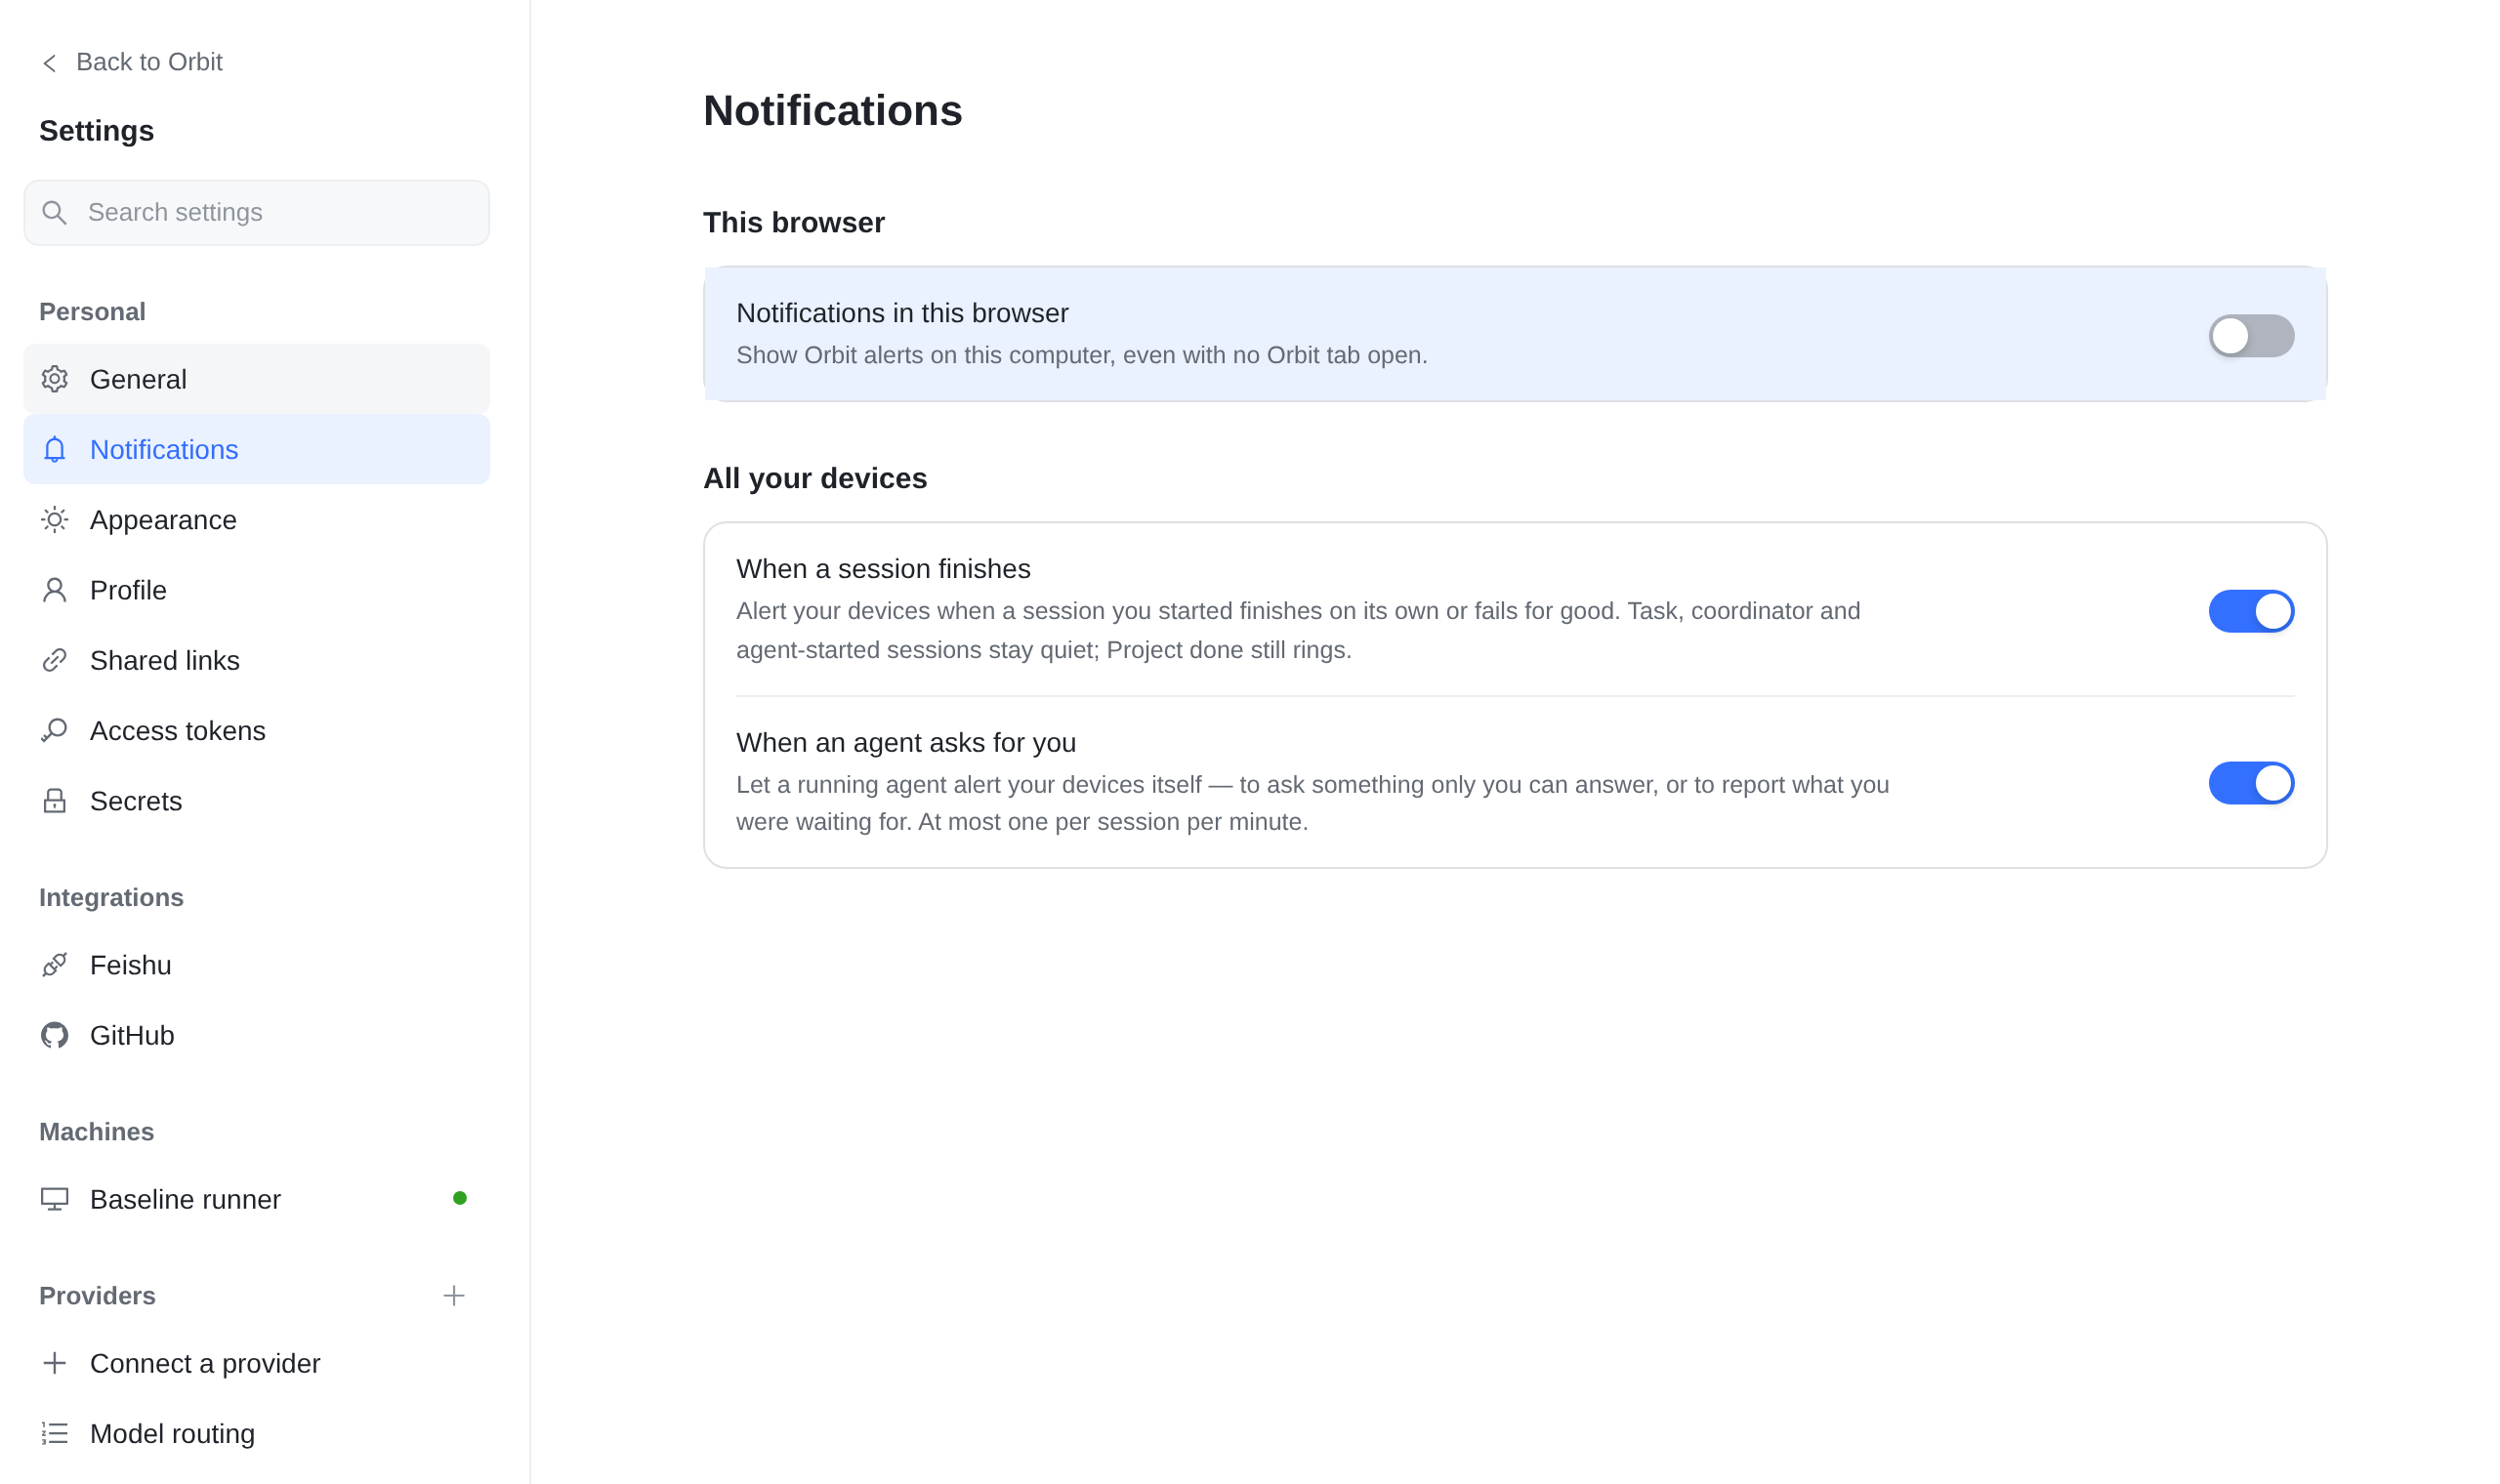 Back to Orbit
Settings
Search settings
Personal
General
Notifications
Appearance
Profile
Shared links
Access tokens
Secrets
Integrations
Feishu
GitHub
Machines
Baseline runner
Providers
Connect a provider
Model routing
Notifications
This browser
Notifications in this browser
Show Orbit alerts on this computer, even with no Orbit tab open.
All your devices
When a session finishes
Alert your devices when a session you started finishes on its own or fails for good. Task, coordinator and
agent-started sessions stay quiet; Project done still rings.
When an agent asks for you
Let a running agent alert your devices itself — to ask something only you can answer, or to report what you
were waiting for. At most one per session per minute.